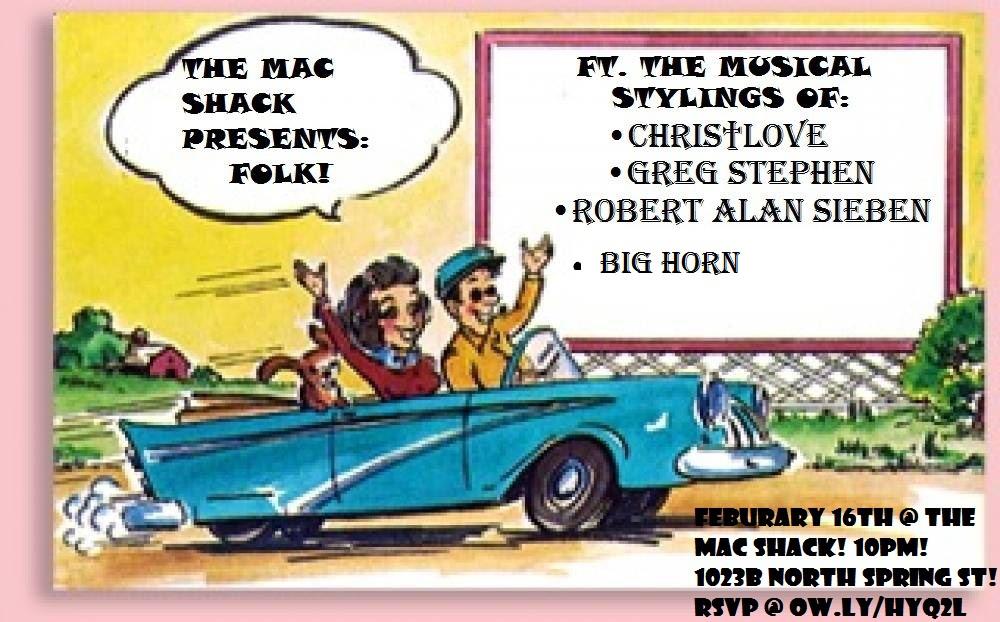 THE MAC
SHACK
PRESENTS:
FOLK!
FT. THE MUSICAL
STYLINGS OF:
•CHRIS†LOVE
•GREG STEPHEN
•ROBERT ALAN SIEBEN
• BIG HORN
FEBURARY 16TH @ THE
MAC SHACK! 10PM!
1023B NORTH SPRING ST!
RSVP @ OW.LY/HYQ2L